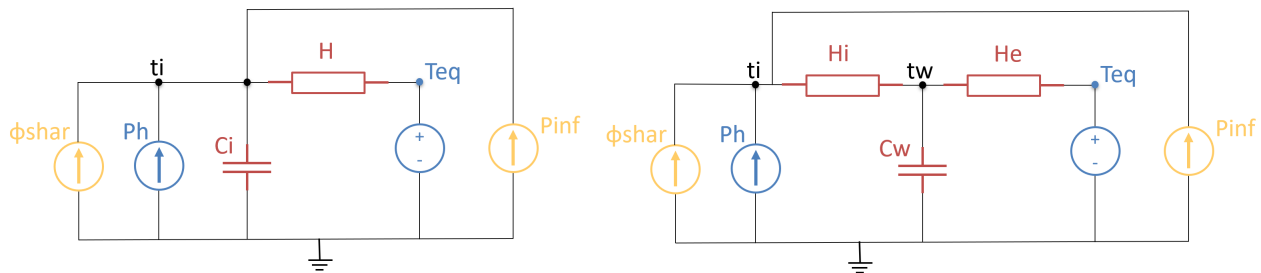 H
ti
Teq
ϕshar
Ph
Ci
+
-
Pinf
Hi
He
ti
tw
Teq
ϕshar
Ph
Cw
+
-
Pinf